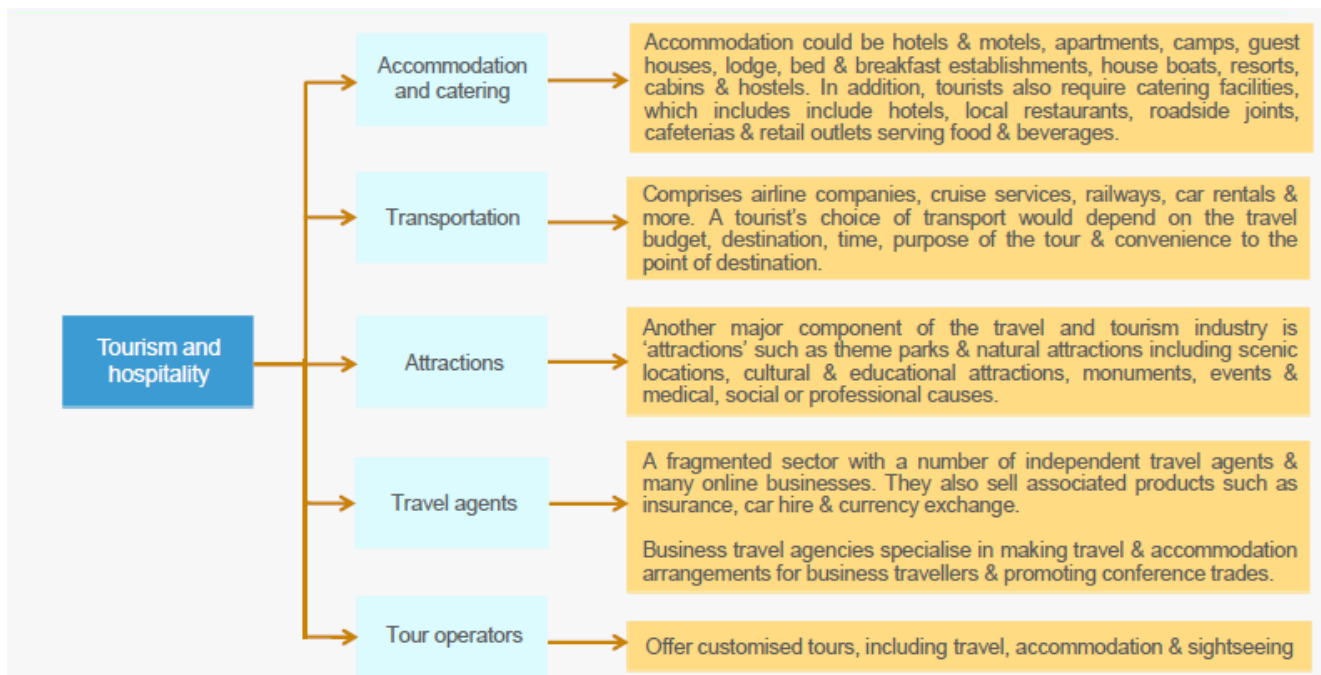 Accommodation
and catering
Accommodation could be hotels & motels, apartments, camps, guest
houses, lodge, bed & breakfast establishments, house boats, resorts,
cabins & hostels. In addition, tourists also require catering facilities,
which includes include hotels, local restaurants, roadside joints,
cafeterias & retail outlets serving food & beverages.
Transportation
Comprises airline companies, cruise services, railways, car rentals &
more. A tourist's choice of transport would depend on the travel
budget, destination, time, purpose of the tour & convenience to the
point of destination.
Tourism and
hospitality
Attractions
Another major component of the travel and tourism industry is
‘attractions’ such as theme parks & natural attractions including scenic
locations, cultural & educational attractions, monuments, events &
medical, social or professional causes.
Travel agents
A fragmented sector with a number of independent travel agents &
many online businesses. They also sell associated products such as
insurance, car hire & currency exchange.
Business travel agencies specialise in making travel & accommodation
arrangements for business travellers & promoting conference trades.
Tour operators
Offer customised tours, including travel, accommodation & sightseeing